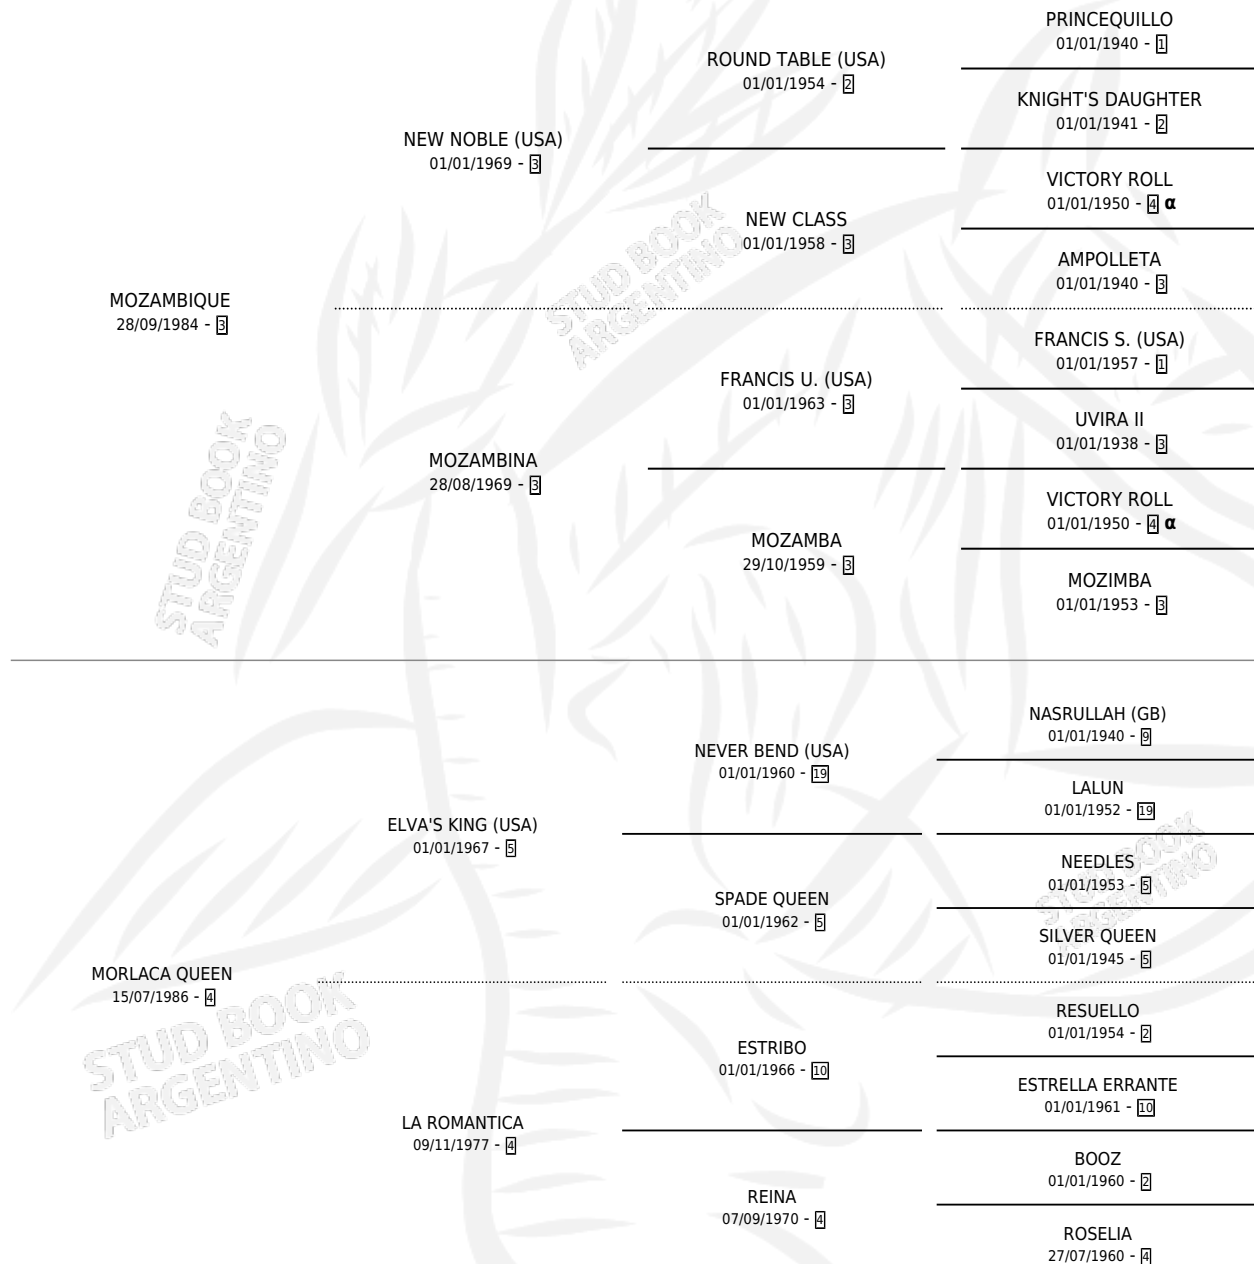 PRINCEQUILLO
01/01/1940 - 1
ROUND TABLE (USA)
01/01/1954 - 2
KNIGHT'S DAUGHTER
01/01/1941 - 2
NEW NOBLE (USA)
01/01/1969 - 3
VICTORY ROLL
01/01/1950 - 4 α
NEW CLASS
01/01/1958 - 3
AMPOLLETA
01/01/1940 - 3
MOZAMBIQUE
28/09/1984 - 3
FRANCIS S. (USA)
01/01/1957 - 1
FRANCIS U. (USA)
01/01/1963 - 3
UVIRA II
01/01/1938 - 3
MOZAMBINA
28/08/1969 - 3
VICTORY ROLL
01/01/1950 - 4 α
MOZAMBA
29/10/1959 - 3
MOZIMBA
01/01/1953 - 3
NASRULLAH (GB)
01/01/1940 - 9
NEVER BEND (USA)
01/01/1960 - 19
LALUN
01/01/1952 - 19
ELVA'S KING (USA)
01/01/1967 - 5
NEEDLES
01/01/1953 - 5
SPADE QUEEN
01/01/1962 - 5
SILVER QUEEN
01/01/1945 - 5
MORLACA QUEEN
15/07/1986 - 4
RESUELLO
01/01/1954 - 2
ESTRIBO
01/01/1966 - 10
ESTRELLA ERRANTE
01/01/1961 - 10
LA ROMANTICA
09/11/1977 - 4
BOOZ
01/01/1960 - 2
REINA
07/09/1970 - 4
ROSELIA
27/07/1960 - 4
STUD BOOK
ARGENTINO
STUD BOOK
ARGENTINO
STUD BOOK
ARGENTINO
STUD BOOK
ARGENTINO